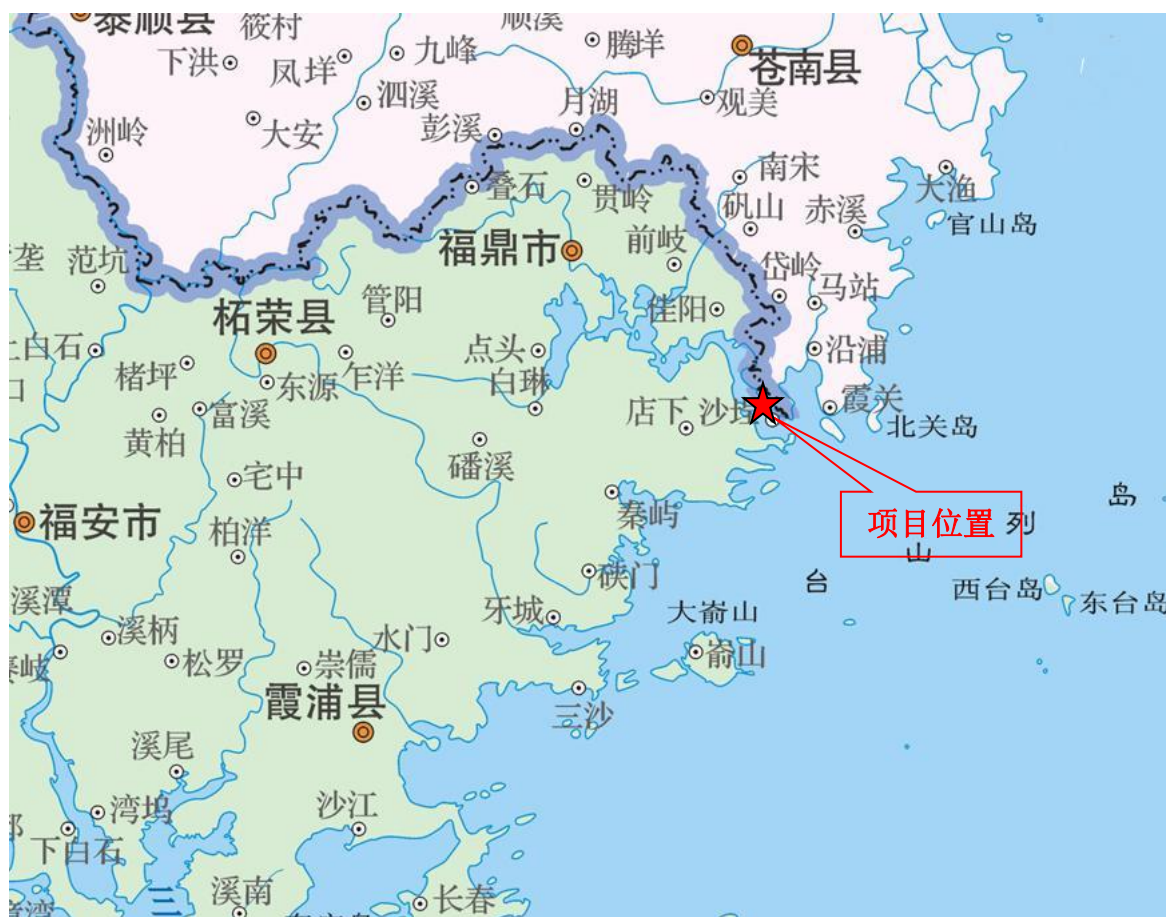 泰顺县
筱村
顺溪
腾垟
下洪
凤垟
九峰
苍南县
泗溪
观美
大安
月湖
洲岭
彭溪
南宋
大渔
叠石
贯岭
矾山
赤溪
官山岛
福鼎市
前岐
范坑
岱岭
管阳
佳阳
马站
柘荣县
上白石
楮坪
乍洋
点头
沿浦
东源
白琳
富溪
店下
沙埕
霞关
黄柏
北关岛
宅中
磻溪
福安市
柏洋
秦屿
项目位置
台
山
列
岛
硖门
西台岛
东台岛
溪潭
牙城
大嵛山
溪柄
水门
松罗
崇儒
嵛山
霞浦县
三沙
溪尾
湾坞
沙江
下白石
三
溪南
长春